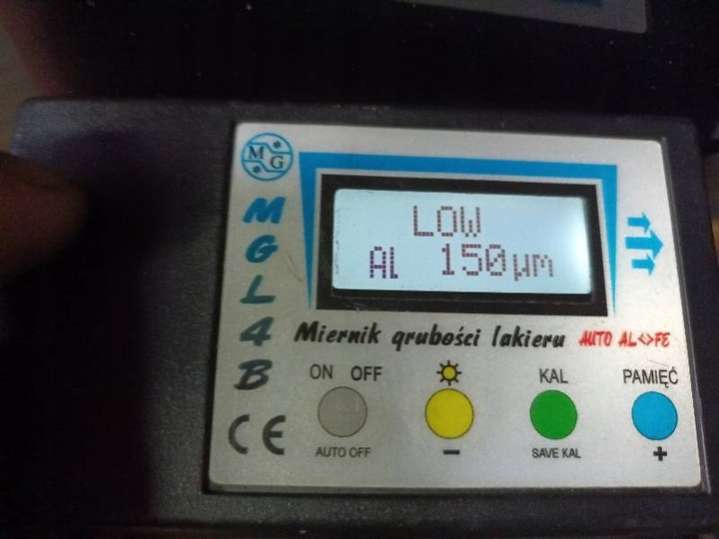 MG
MGL4B
LOW
Al 150µm
Miernik grubości lakieru AUTO AL<>FE
ON OFF
KAL
PAMIĘĆ
AUTO OFF
-
SAVE KAL
+
CE